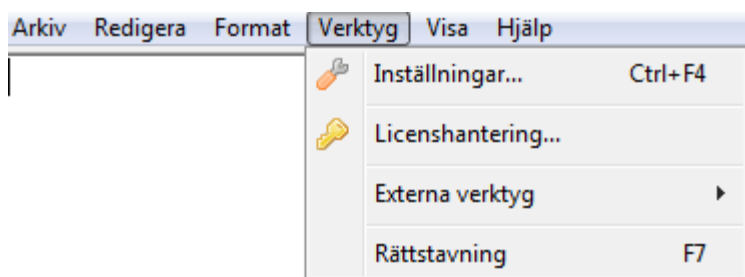 Arkiv Redigera Format Verktyg Visa Hjälp
Inställningar... Ctrl+F4
Licenshantering...
Externa verktyg
Rättstavning F7